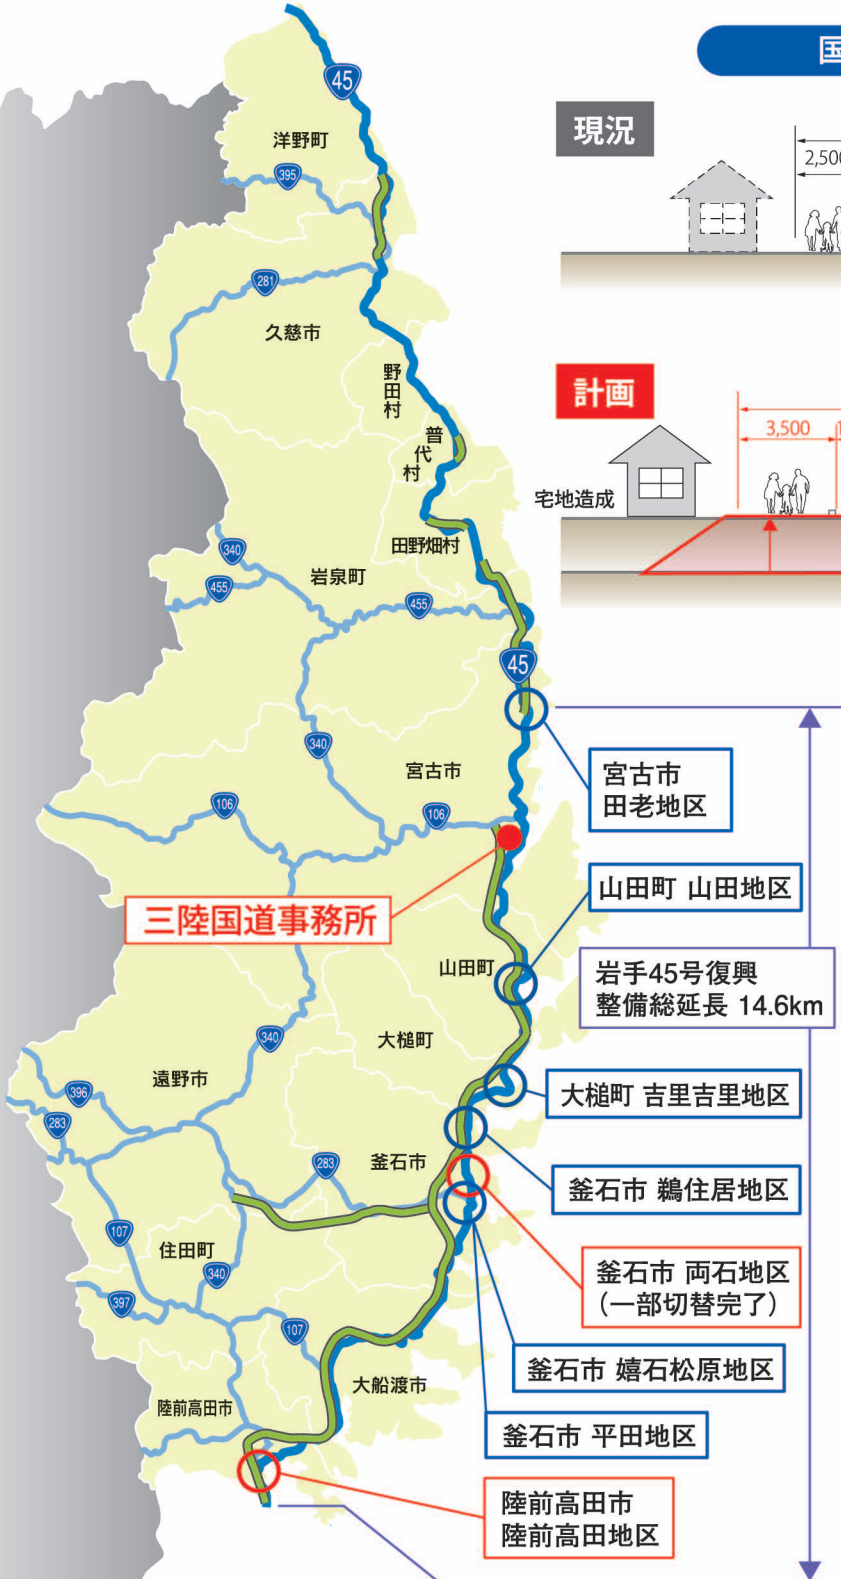 国
45
現況
洋野町
2,500
395
281
久慈市
野田村
計画
普代村
3,500
宅地造成
田野畑村
340
岩泉町
455
455
45
340
宮古市
宮古市
田老地区
106
106
山田町 山田地区
三陸国道事務所
山田町
岩手45号復興
整備総延長 14.6km
340
大槌町
遠野市
396
大槌町 吉里吉里地区
283
釜石市
283
釜石市 鵜住居地区
107
住田町
釜石市 両石地区
(一部切替完了)
340
397
107
釜石市 嬉石松原地区
大船渡市
陸前高田市
釜石市 平田地区
陸前高田市
陸前高田地区